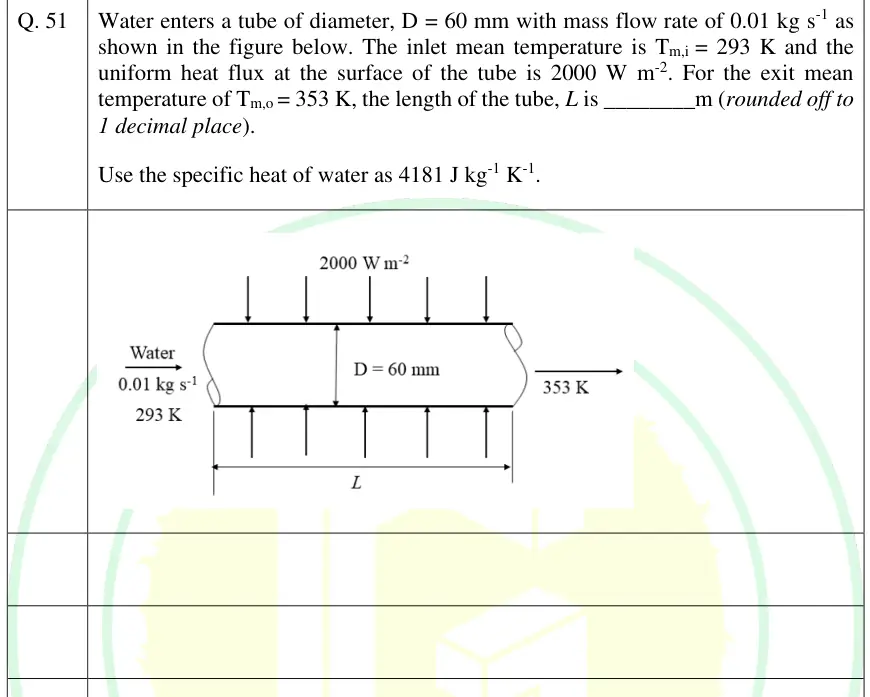 Q. 51 Water enters a tube of diameter, D = 60 mm with mass flow rate of 0.01 kg s⁻¹ as
shown in the figure below. The inlet mean temperature is Tₘ,ᵢ = 293 K and the
uniform heat flux at the surface of the tube is 2000 W m⁻². For the exit mean
temperature of Tₘ,ₒ = 353 K, the length of the tube, L is ________m (rounded off to
1 decimal place).
Use the specific heat of water as 4181 J kg⁻¹ K⁻¹.
2000 W m⁻²
Water
0.01 kg s⁻¹
293 K
D = 60 mm
353 K
L